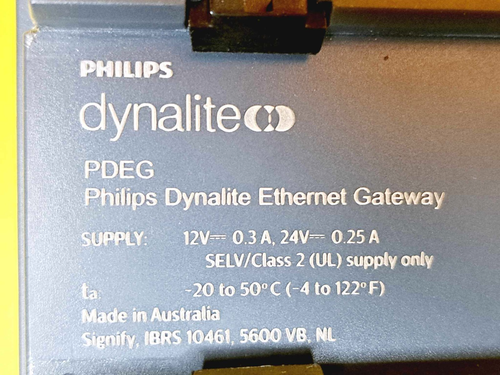 PHILIPS
dynalite
PDEG
Philips Dynalite Ethernet Gateway
SUPPLY: 12V⎓ 0.3 A, 24V⎓ 0.25 A
SELV/Class 2 (UL) supply only
ta: -20 to 50°C (-4 to 122°F)
Made in Australia
Signify, IBRS 10461, 5600 VB, NL